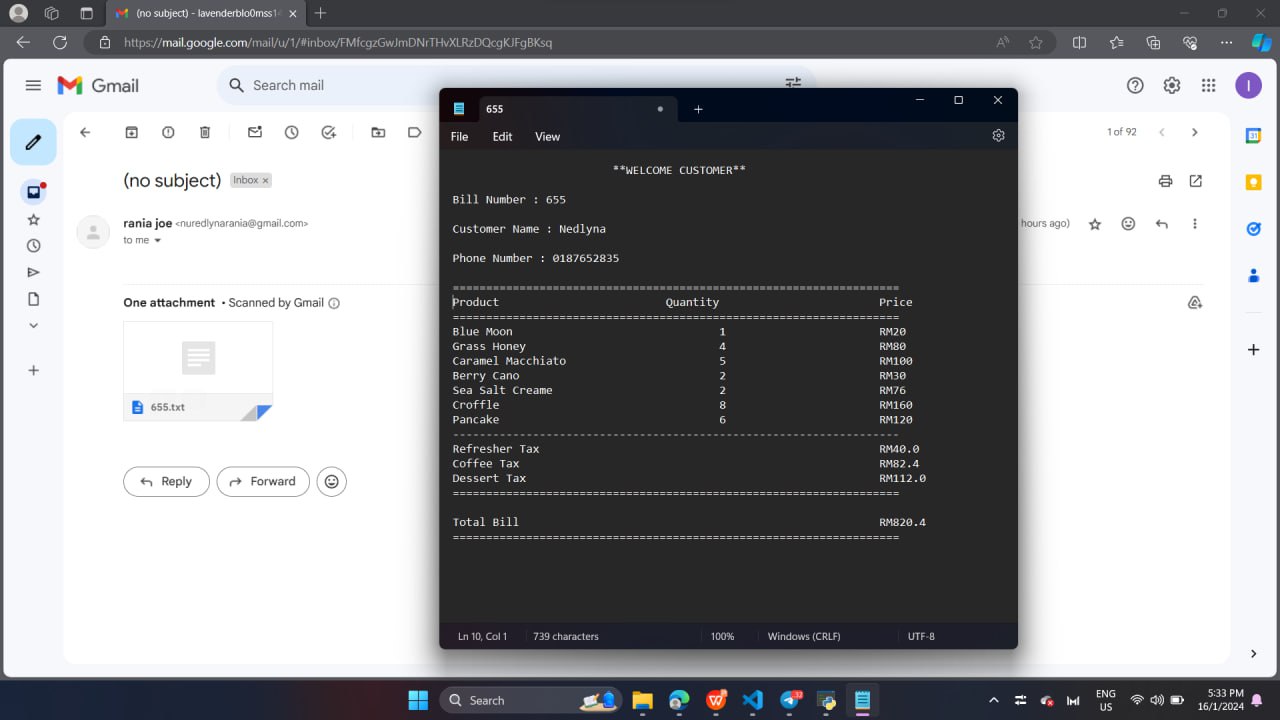 (no subject) - lavenderblo0mss1
https://mail.google.com/mail/u/1/#inbox/FMfcgzGwJmDNrTHvXLRzDQcgKJFgBKsq
Gmail
Search mail
1 of 92
(no subject)
Inbox ×
rania joe <nuredlynarania@gmail.com>
hours ago)
to me
One attachment • Scanned by Gmail
655.txt
Reply
Forward
655
File Edit View
**WELCOME CUSTOMER**
Bill Number : 655
Customer Name : Nedlyna
Phone Number : 0187652835
===================================================================
Product Quantity Price
===================================================================
Blue Moon 1 RM20
Grass Honey 4 RM80
Caramel Macchiato 5 RM100
Berry Cano 2 RM30
Sea Salt Creame 2 RM76
Croffle 8 RM160
Pancake 6 RM120
-------------------------------------------------------------------
Refresher Tax RM40.0
Coffee Tax RM82.4
Dessert Tax RM112.0
===================================================================
Total Bill RM820.4
===================================================================
Ln 10, Col 1 739 characters 100% Windows (CRLF) UTF-8
Search
ENG
US
5:33 PM
16/1/2024